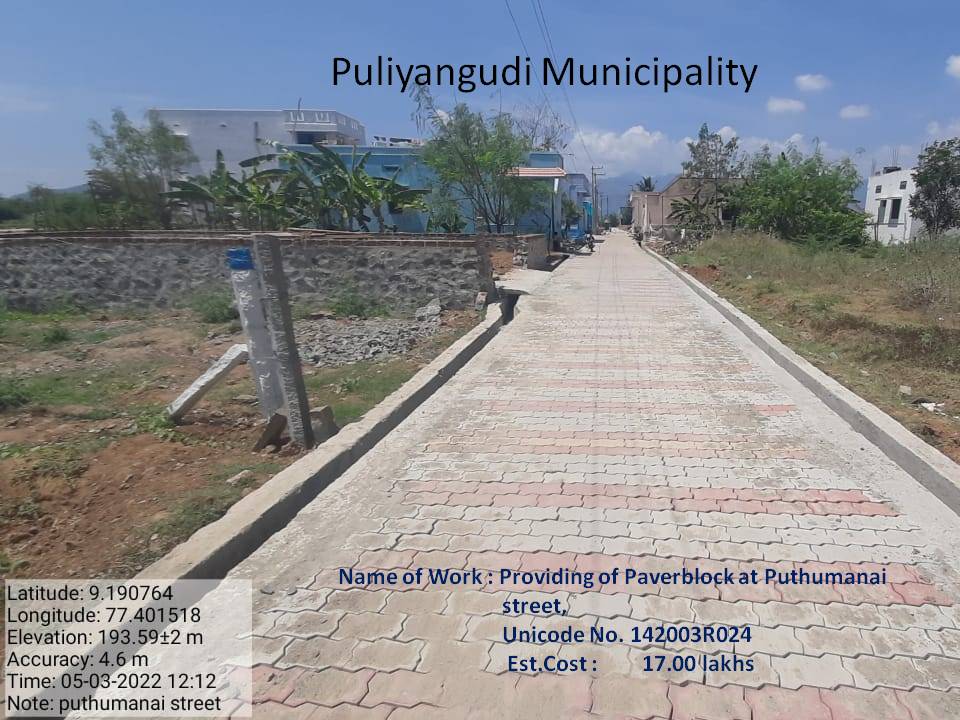 Puliyangudi Municipality
Name of Work : Providing of Paverblock at Puthumanai
street,
Unicode No. 142003R024
Est.Cost : 17.00 lakhs
Latitude: 9.190764
Longitude: 77.401518
Elevation: 193.59±2 m
Accuracy: 4.6 m
Time: 05-03-2022 12:12
Note: puthumanai street